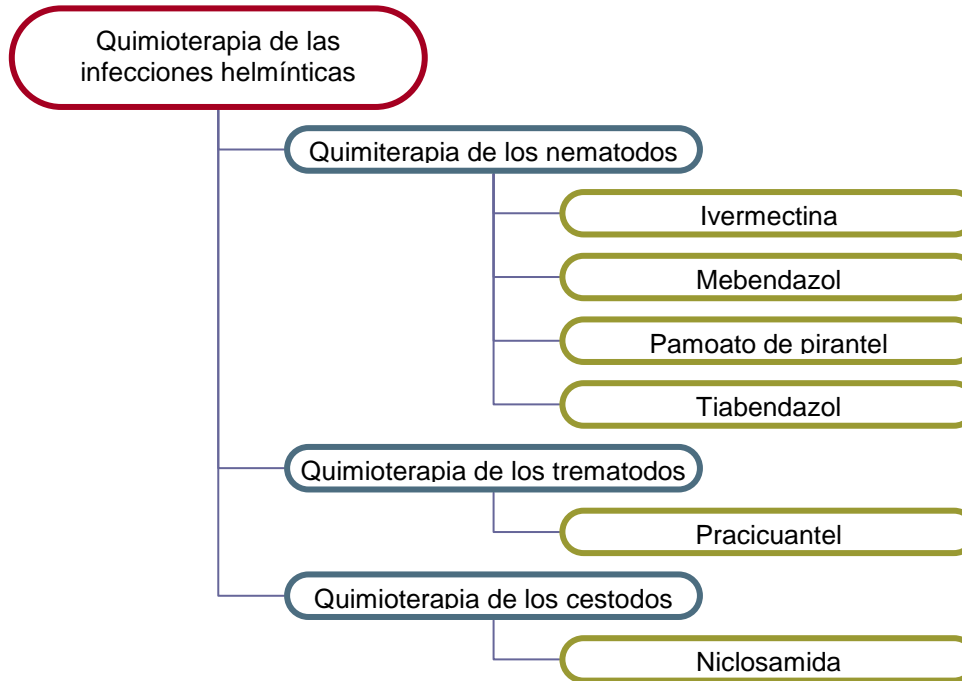 Quimioterapia de las
infecciones helmínticas
Quimiterapia de los nematodos
Ivermectina
Mebendazol
Pamoato de pirantel
Tiabendazol
Quimioterapia de los trematodos
Pracicuantel
Quimioterapia de los cestodos
Niclosamida